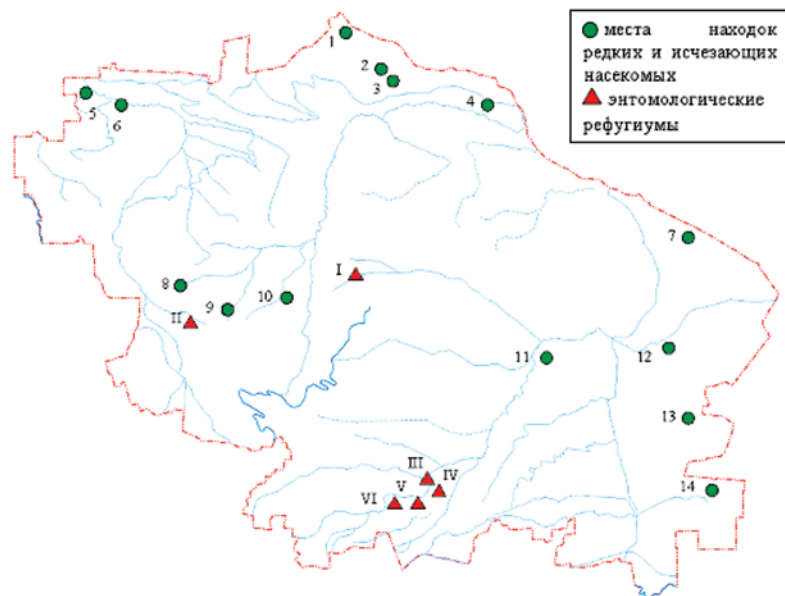 места находок
редких и исчезающих
насекомых
энтомологические
рефугиумы
1
2
3
4
5
6
7
I
8
9
10
II
11
12
13
III
IV
V
VI
14